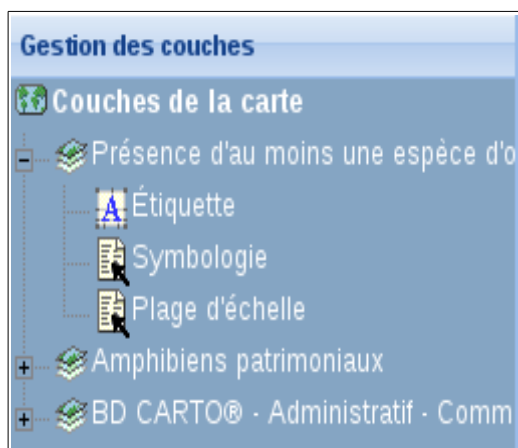 Gestion des couches
Couches de la carte
Présence d'au moins une espèce d'o
A Étiquette
Symbologie
Plage d'échelle
Amphibiens patrimoniaux
BD CARTO® - Administratif - Comm